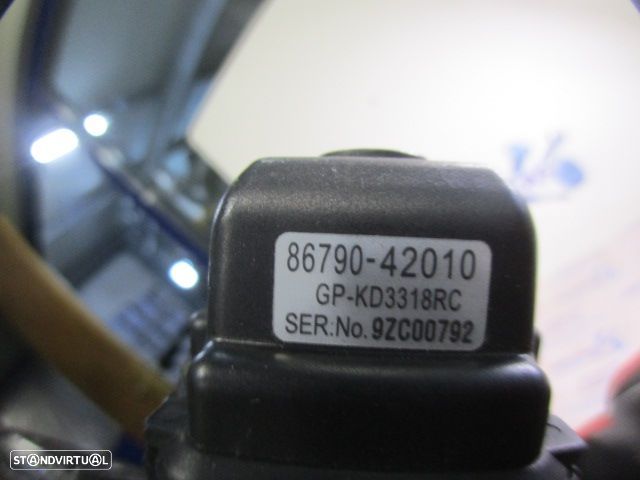 86790-42010
GP-KD3318RC
SER:No. 9ZC00792
STANDVIRTUAL